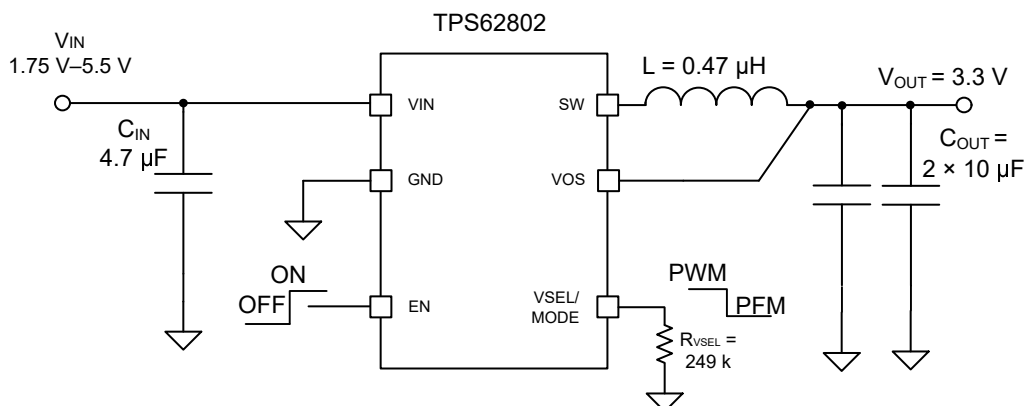 TPS62802
VIN
1.75 V–5.5 V
L = 0.47 µH
VOUT = 3.3 V
VIN
SW
CIN
4.7 µF
COUT =
2 × 10 µF
GND
VOS
ON
OFF
EN
VSEL/
MODE
PWM
PFM
RVSEL =
249 k